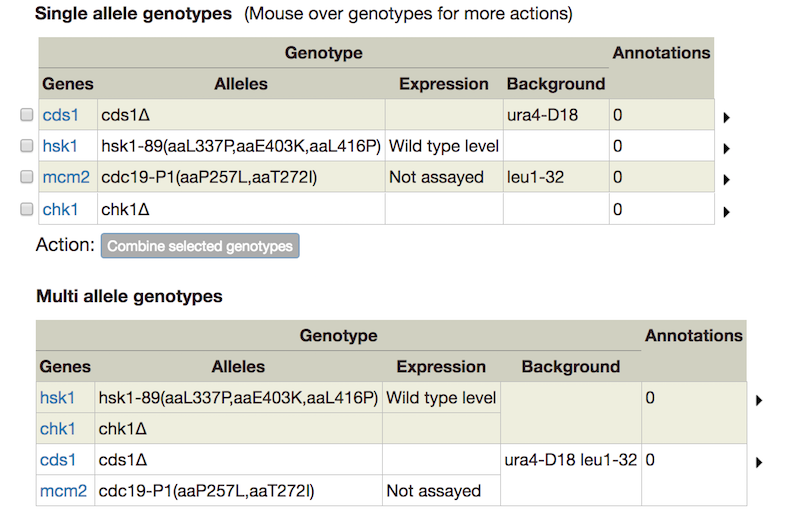 Single allele genotypes (Mouse over genotypes for more actions)
Genotype Annotations
Genes Alleles Expression Background
cds1 cds1Δ ura4-D18 0
hsk1 hsk1-89(aaL337P,aaE403K,aaL416P) Wild type level 0
mcm2 cdc19-P1(aaP257L,aaT272I) Not assayed leu1-32 0
chk1 chk1Δ 0
Action: Combine selected genotypes
Multi allele genotypes
Genotype Annotations
Genes Alleles Expression Background
hsk1 hsk1-89(aaL337P,aaE403K,aaL416P) Wild type level 0
chk1 chk1Δ
cds1 cds1Δ ura4-D18 leu1-32 0
mcm2 cdc19-P1(aaP257L,aaT272I) Not assayed